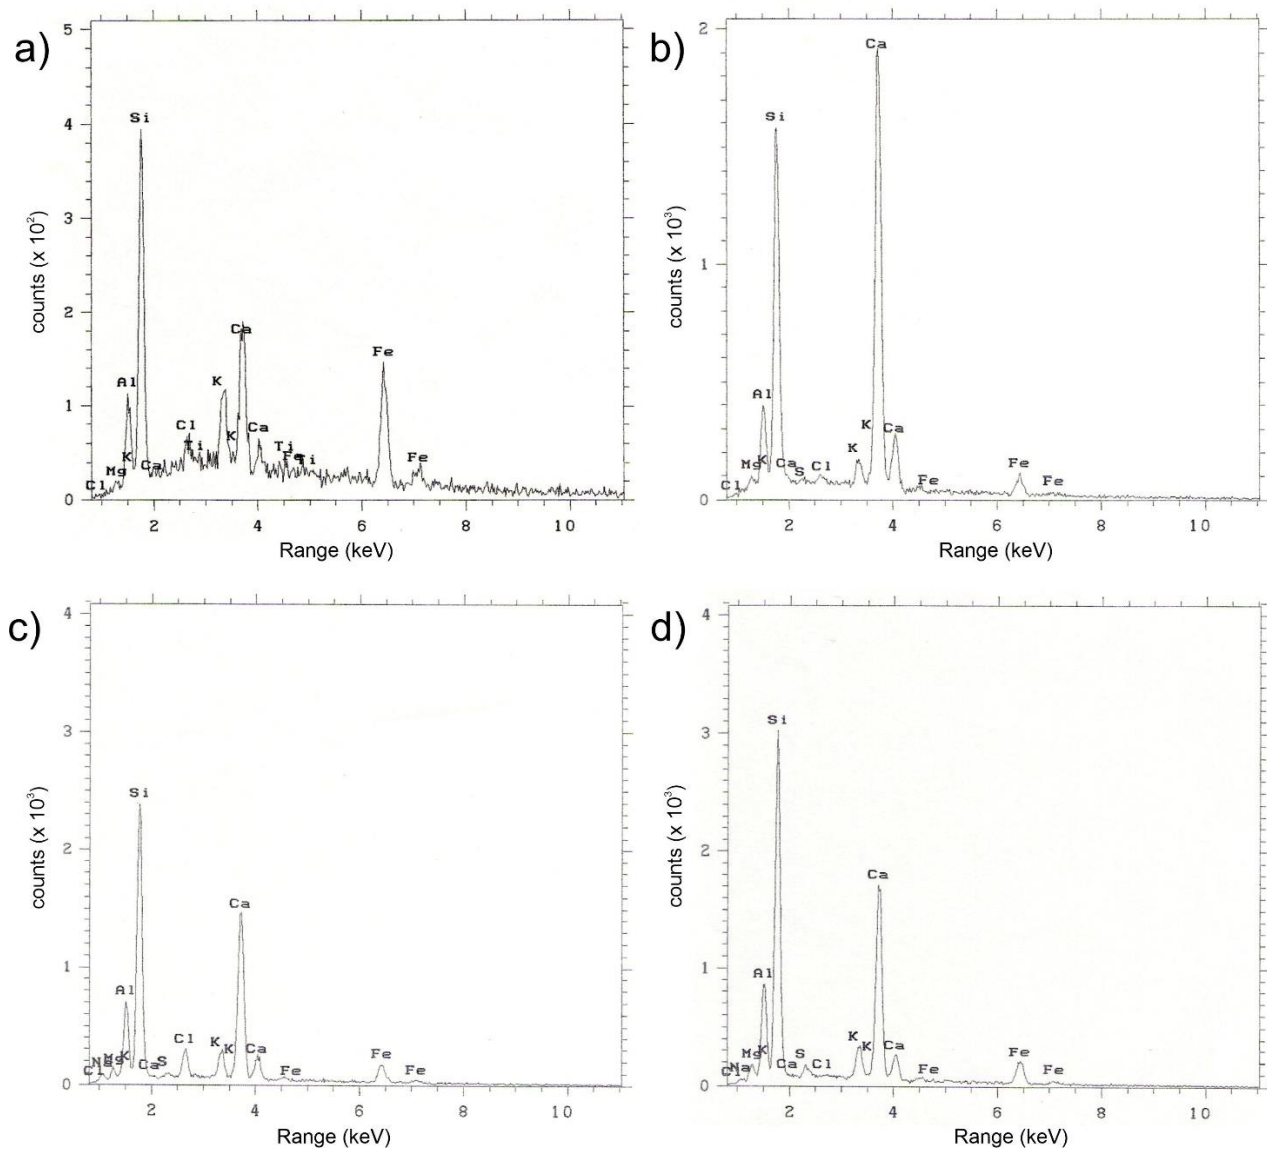 a)
5
4
3
2
1
0
counts (x 10²)
Si
Al
K
Cl
Mg
Ca
Cl
Ti
K
K
Ca
Ca
Ti
Fe
Ti
Fe
Fe
2 4 6 8 10
Range (keV)
b)
2
1
0
counts (x 10³)
Ca
Si
Al
Mg
K
Cl
Ca
S
Cl
K
K
Ca
Fe
Fe
Fe
2 4 6 8 10
Range (keV)
c)
4
3
2
1
0
counts (x 10³)
Si
Ca
Al
Cl
Mg
K
Cl
Ca
S
K
K
Ca
Fe
Fe
Fe
2 4 6 8 10
Range (keV)
d)
4
3
2
1
0
counts (x 10³)
Si
Ca
Al
Mg
K
Cl
Na
Ca
S
Cl
K
K
Ca
Fe
Fe
Fe
2 4 6 8 10
Range (keV)